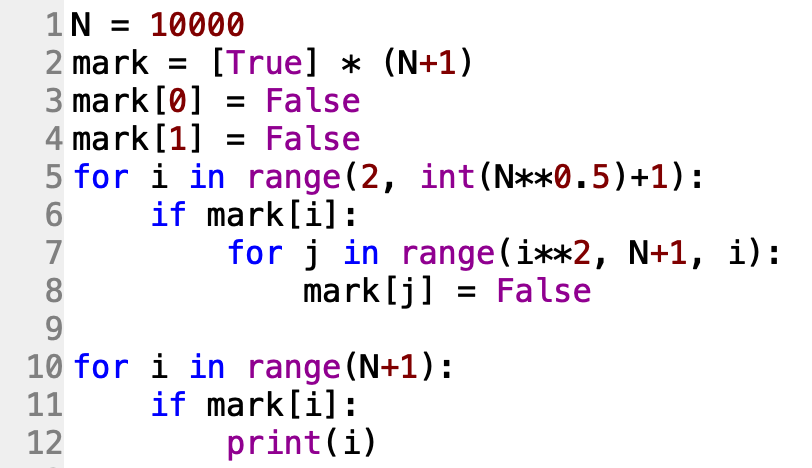 1 N = 10000
2 mark = [True] * (N+1)
3 mark[0] = False
4 mark[1] = False
5 for i in range(2, int(N**0.5)+1):
6     if mark[i]:
7         for j in range(i**2, N+1, i):
8             mark[j] = False
9
10 for i in range(N+1):
11     if mark[i]:
12         print(i)